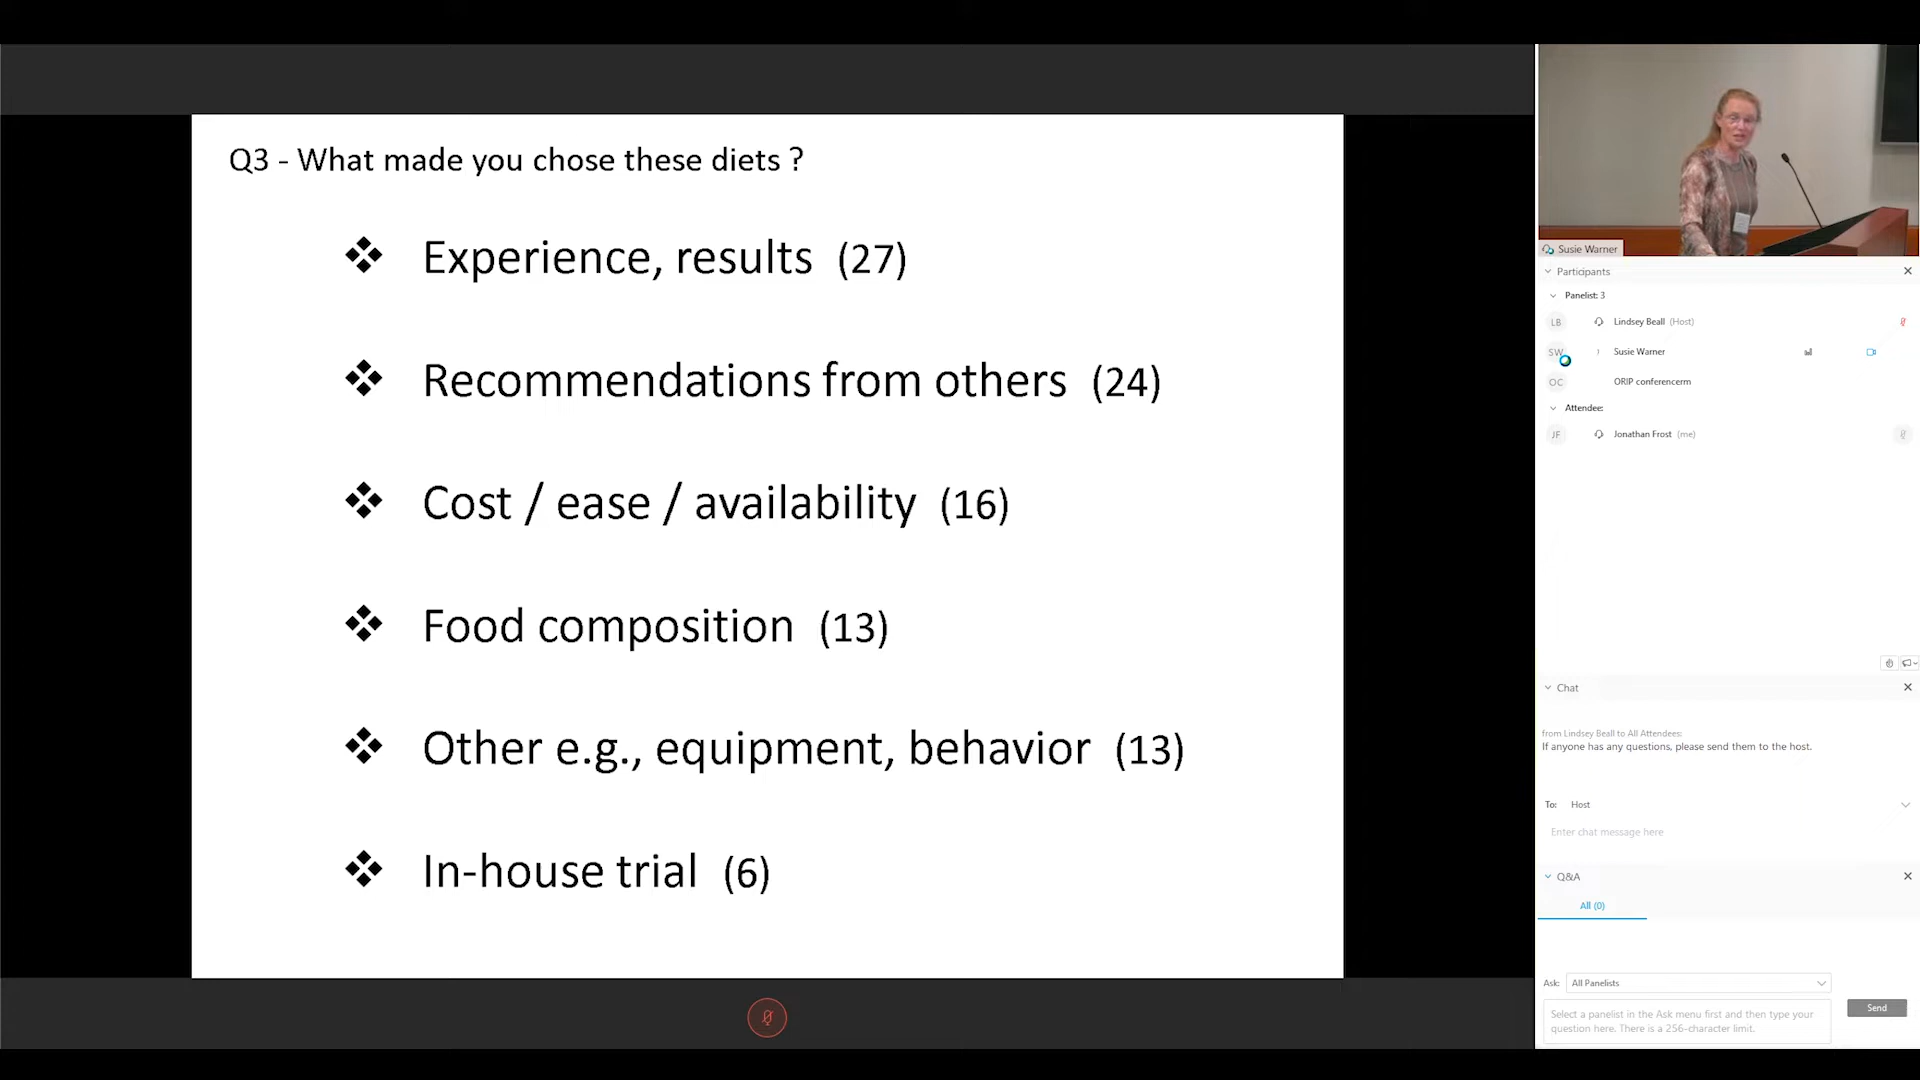 Q3 - What made you chose these diets ?
❖ Experience, results (27)
❖ Recommendations from others (24)
❖ Cost / ease / availability (16)
❖ Food composition (13)
❖ Other e.g., equipment, behavior (13)
❖ In-house trial (6)
Susie Warner
Participants
Panelist: 3
LB Lindsey Beall (Host)
SW Susie Warner
OC ORIP conferencerm
Attendee:
JF Jonathan Frost (me)
Chat
from Lindsey Beall to All Attendees:
If anyone has any questions, please send them to the host.
To: Host
Enter chat message here
Q&A
All (0)
Ask: All Panelists
Select a panelist in the Ask menu first and then type your
question here. There is a 256-character limit.
Send